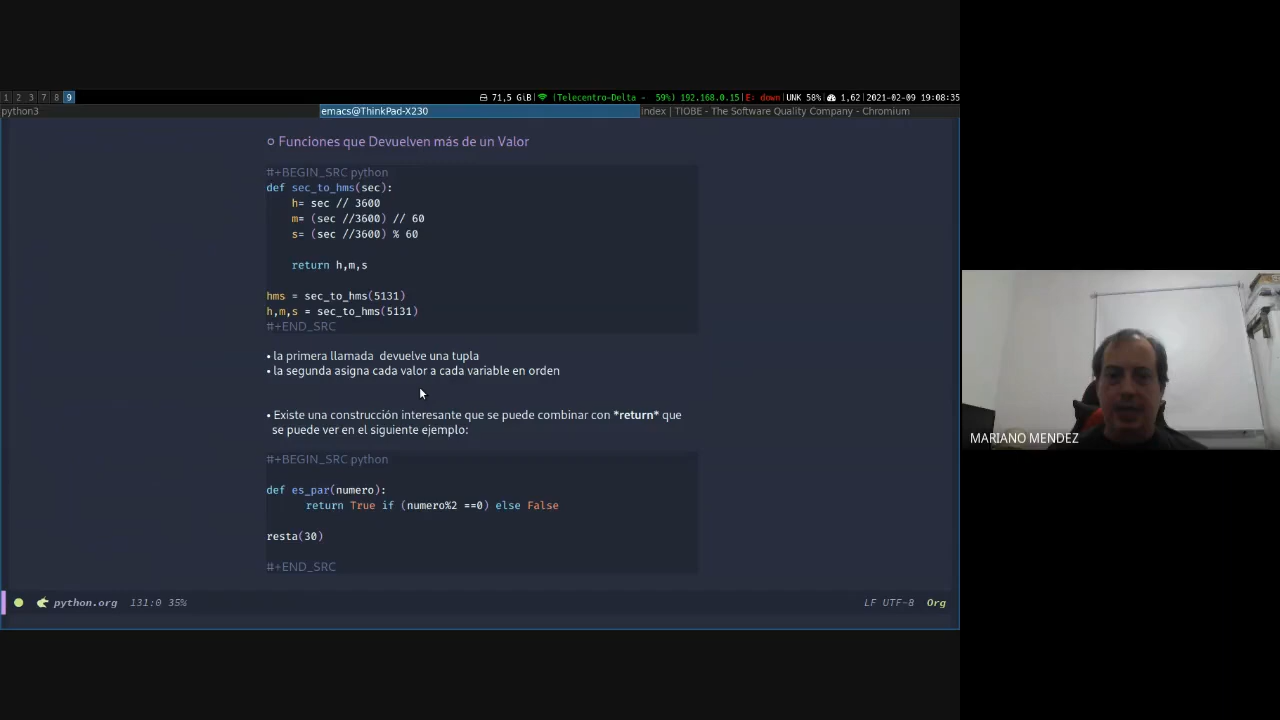 1 2 3 7 8 9
71,5 GiB (Telecentro-Delta - 59%) 192.168.0.15 E: down UNK 58% 1,62 2021-02-09 19:08:35
python3 emacs@ThinkPad-X230 index | TIOBE - The Software Quality Company - Chromium
Funciones que Devuelven más de un Valor
#+BEGIN_SRC python
def sec_to_hms(sec):
h= sec // 3600
m= (sec //3600) // 60
s= (sec //3600) % 60
return h,m,s
hms = sec_to_hms(5131)
h,m,s = sec_to_hms(5131)
#+END_SRC
• la primera llamada devuelve una tupla
• la segunda asigna cada valor a cada variable en orden
• Existe una construcción interesante que se puede combinar con *return* que
se puede ver en el siguiente ejemplo:
#+BEGIN_SRC python
def es_par(numero):
return True if (numero%2 ==0) else False
resta(30)
#+END_SRC
python.org 131:0 35% LF UTF-8 Org
MARIANO MENDEZ